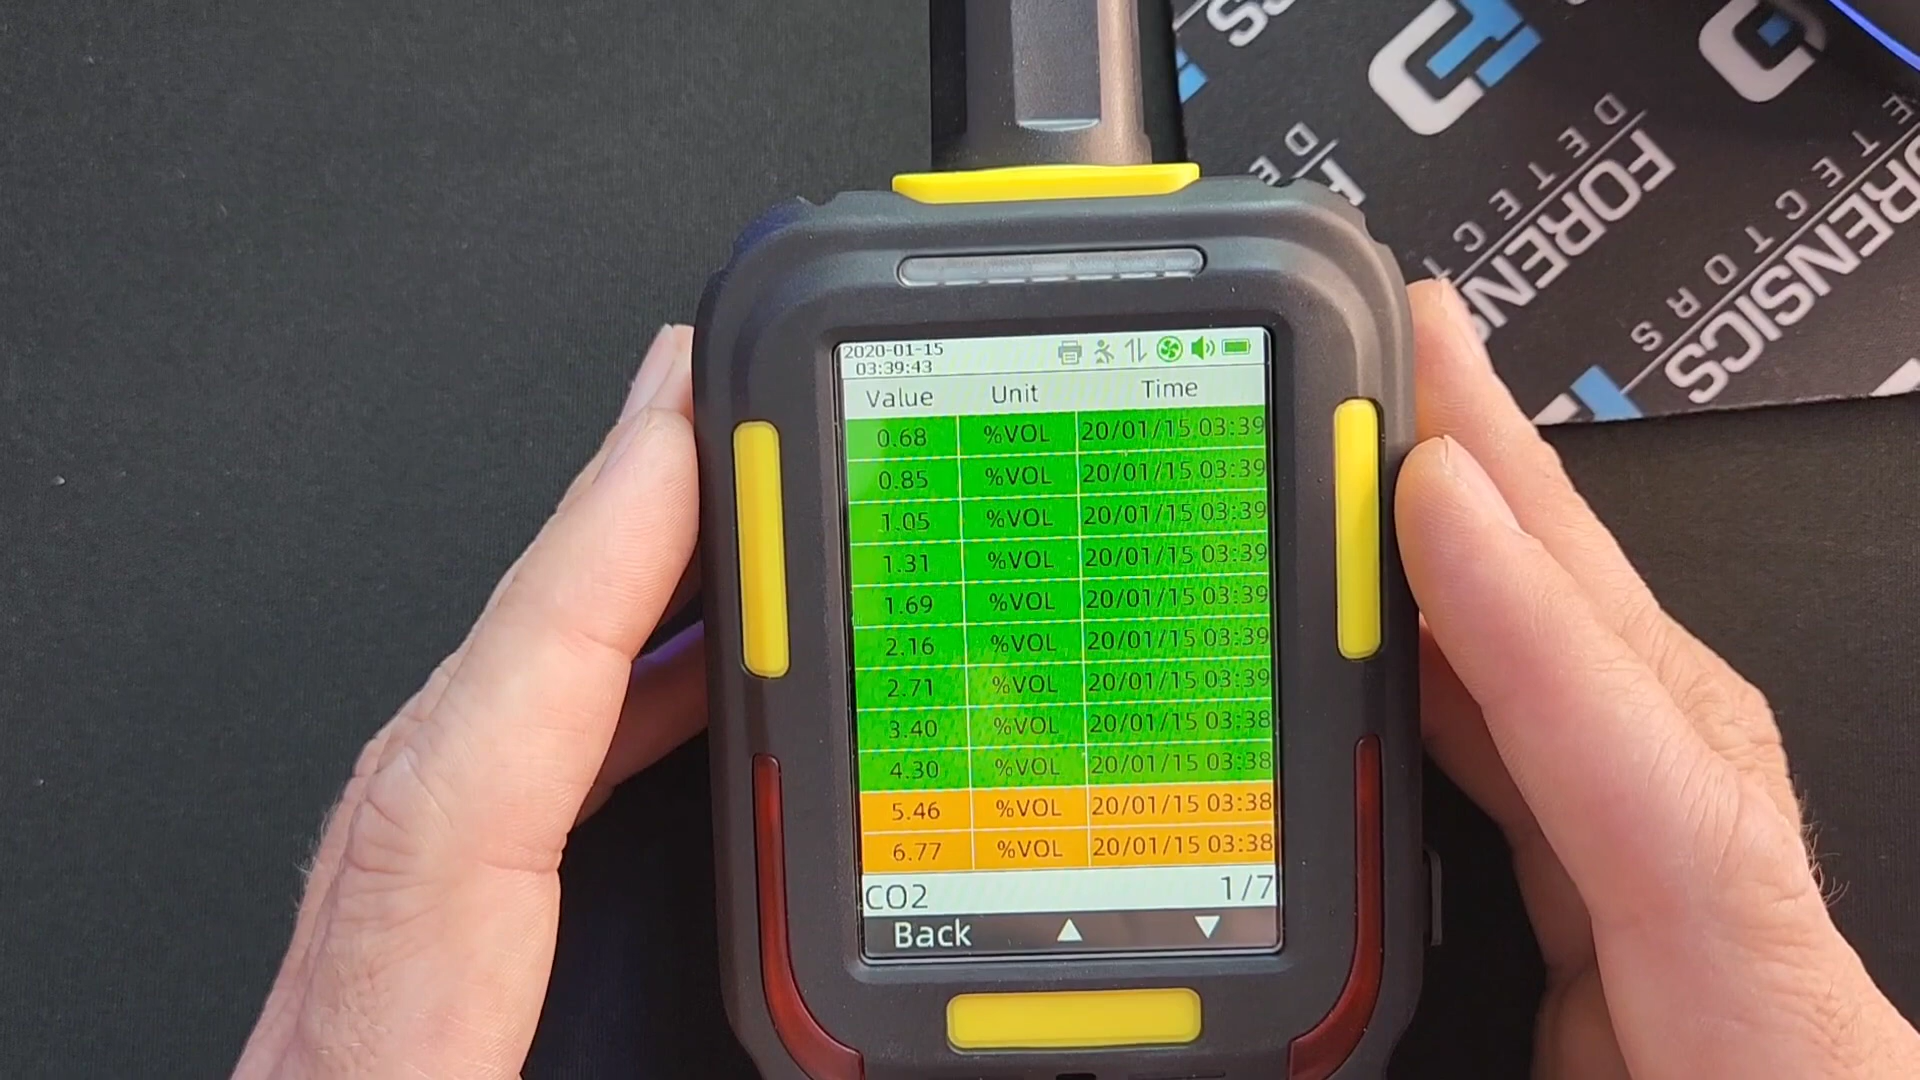 2020-01-15
03:39:43
Value Unit Time
0.68 %VOL 20/01/15 03:39
0.85 %VOL 20/01/15 03:39
1.05 %VOL 20/01/15 03:39
1.31 %VOL 20/01/15 03:39
1.69 %VOL 20/01/15 03:39
2.16 %VOL 20/01/15 03:39
2.71 %VOL 20/01/15 03:39
3.40 %VOL 20/01/15 03:38
4.30 %VOL 20/01/15 03:38
5.46 %VOL 20/01/15 03:38
6.77 %VOL 20/01/15 03:38
CO2 1/7
Back
FORENSICS
DETECTORS